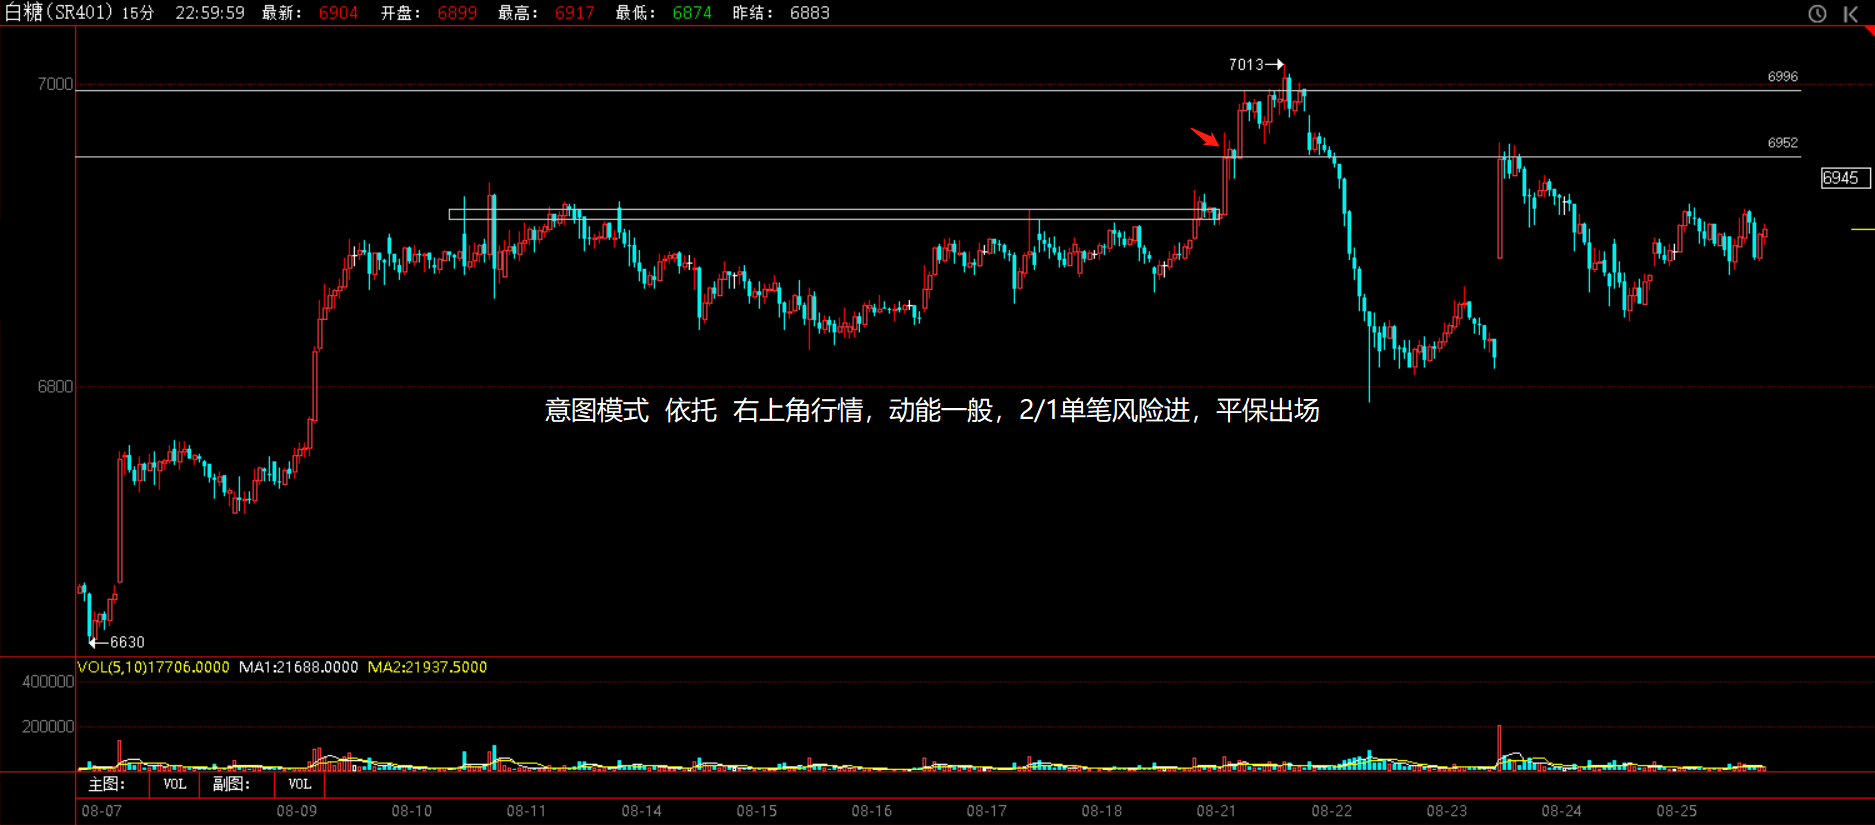 白糖(SR401) 15分 22:59:59 最新: 6904 开盘: 6899 最高: 6917 最低: 6874 昨结: 6883
7013
6996
7000
6952
6945
6800
意图模式 依托 右上角行情，动能一般，2/1单笔风险进，平保出场
6630
VOL(5,10)17706.0000 MA1:21688.0000 MA2:21937.5000
400000
200000
主图: VOL 副图: VOL
08-07 08-09 08-10 08-11 08-14 08-15 08-16 08-17 08-18 08-21 08-22 08-23 08-24 08-25